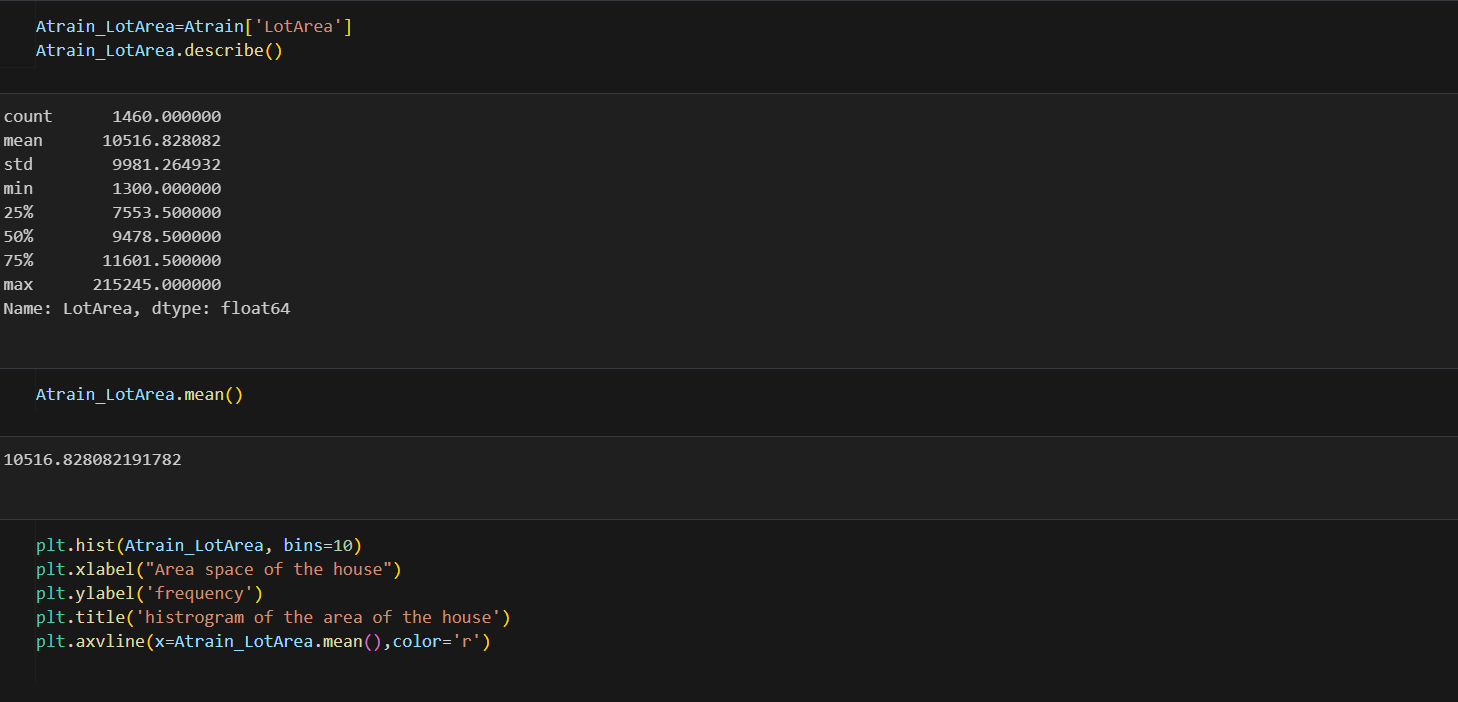 Atrain_LotArea=Atrain['LotArea']
Atrain_LotArea.describe()
count 1460.000000
mean 10516.828082
std 9981.264932
min 1300.000000
25% 7553.500000
50% 9478.500000
75% 11601.500000
max 215245.000000
Name: LotArea, dtype: float64
Atrain_LotArea.mean()
10516.828082191782
plt.hist(Atrain_LotArea, bins=10)
plt.xlabel("Area space of the house")
plt.ylabel('frequency')
plt.title('histrogram of the area of the house')
plt.axvline(x=Atrain_LotArea.mean(),color='r')